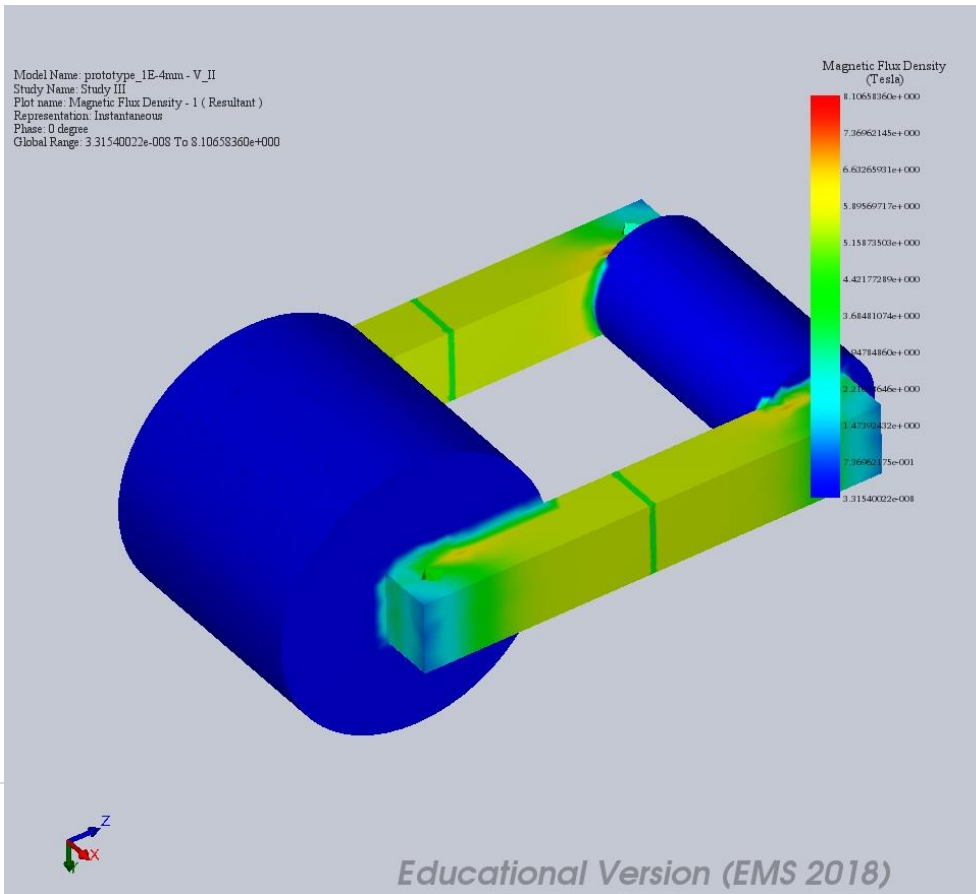 Model Name: prototype_1E-4mm - V_II
Study Name: Study III
Plot name: Magnetic Flux Density - 1 ( Resultant )
Representation: Instantaneous
Phase: 0 degree
Global Range: 3.31540022e-008 To 8.10658360e+000
Magnetic Flux Density
(Tesla)
8.10658360e+000
7.36962145e+000
6.63265931e+000
5.89569717e+000
5.15873503e+000
4.42177289e+000
3.68481074e+000
1.47392432e+000
7.36962175e-001
3.31540022e-008
Z
X
Y
Educational Version (EMS 2018)